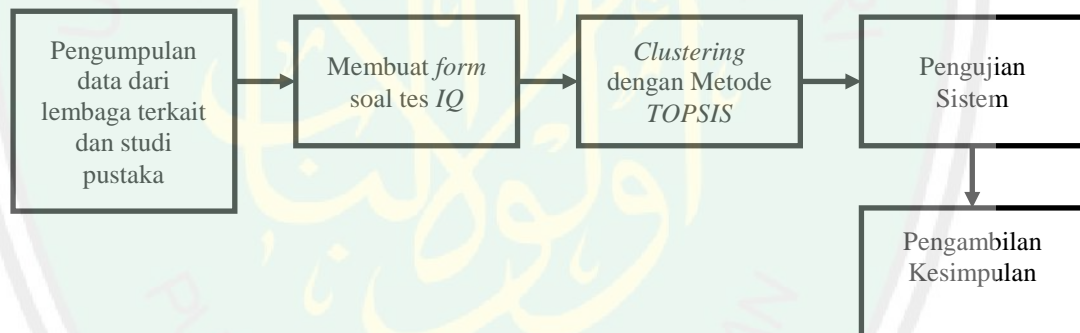 Pengumpulan
data dari
lembaga terkait
dan studi
pustaka
Membuat form
soal tes IQ
Clustering
dengan Metode
TOPSIS
Pengujian
Sistem
Pengambilan
Kesimpulan